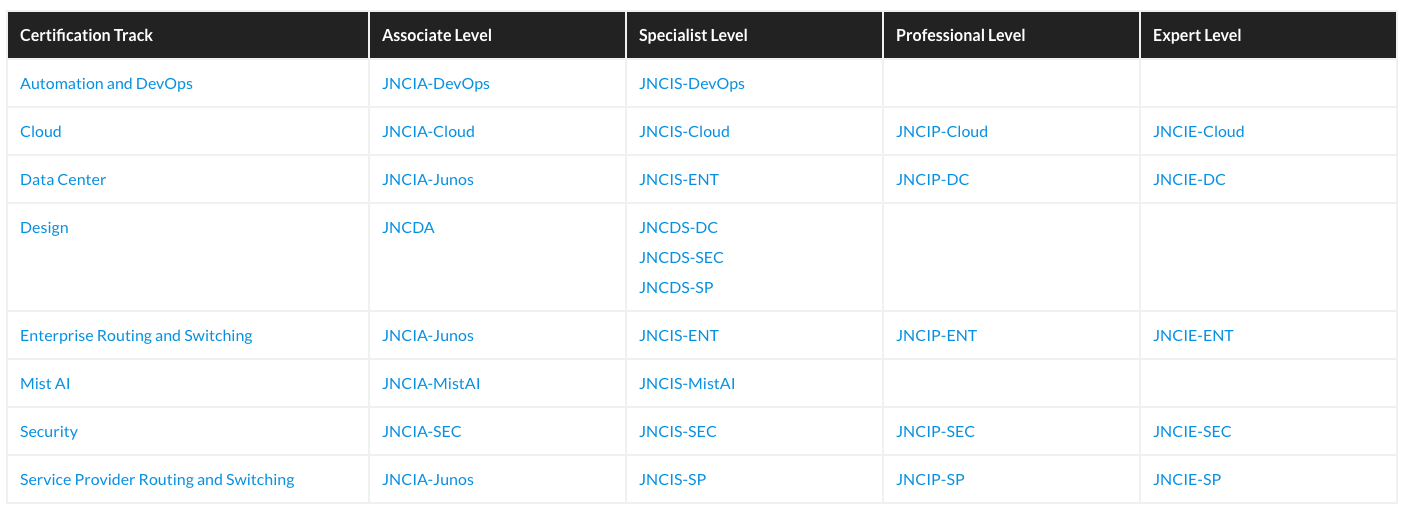 Certification Track Associate Level Specialist Level Professional Level Expert Level
Automation and DevOps JNCIA-DevOps JNCIS-DevOps
Cloud JNCIA-Cloud JNCIS-Cloud JNCIP-Cloud JNCIE-Cloud
Data Center JNCIA-Junos JNCIS-ENT JNCIP-DC JNCIE-DC
Design JNCDA JNCDS-DC
JNCDS-SEC
JNCDS-SP
Enterprise Routing and Switching JNCIA-Junos JNCIS-ENT JNCIP-ENT JNCIE-ENT
Mist AI JNCIA-MistAI JNCIS-MistAI
Security JNCIA-SEC JNCIS-SEC JNCIP-SEC JNCIE-SEC
Service Provider Routing and Switching JNCIA-Junos JNCIS-SP JNCIP-SP JNCIE-SP